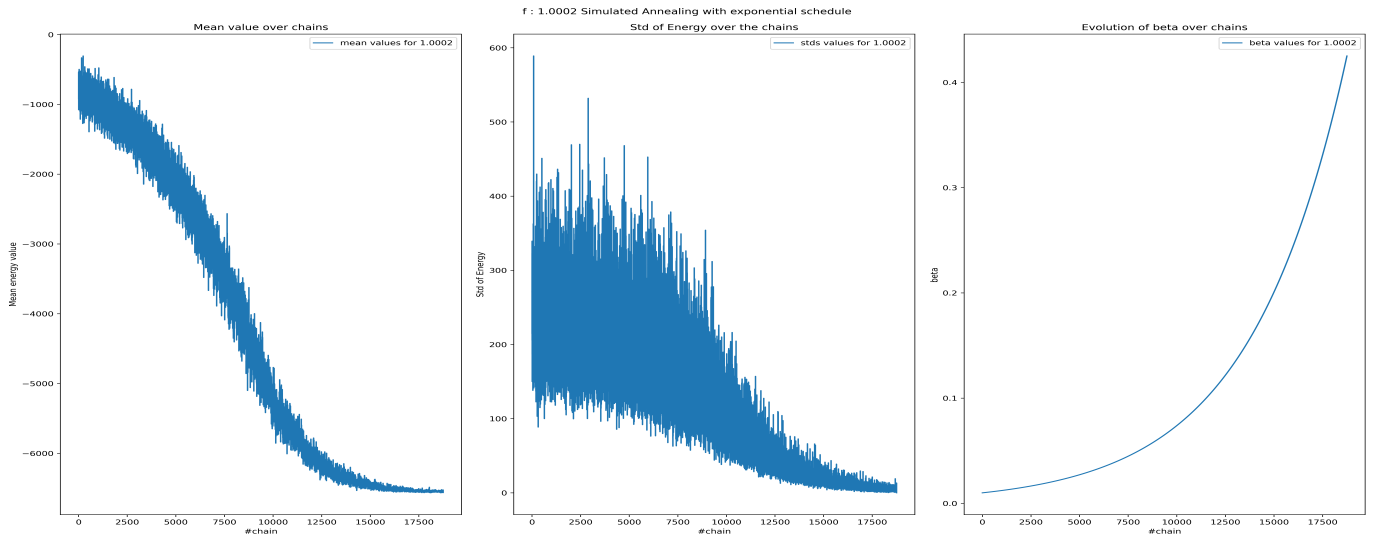 f : 1.0002 Simulated Annealing with exponential schedule
Mean value over chains
mean values for 1.0002
0
−1000
−2000
−3000
−4000
−5000
−6000
Mean energy value
0 2500 5000 7500 10000 12500 15000 17500
#chain
Std of Energy over the chains
stds values for 1.0002
600
500
400
300
200
100
0
Std of Energy
0 2500 5000 7500 10000 12500 15000 17500
#chain
Evolution of beta over chains
beta values for 1.0002
0.4
0.3
0.2
0.1
0.0
beta
0 2500 5000 7500 10000 12500 15000 17500
#chain